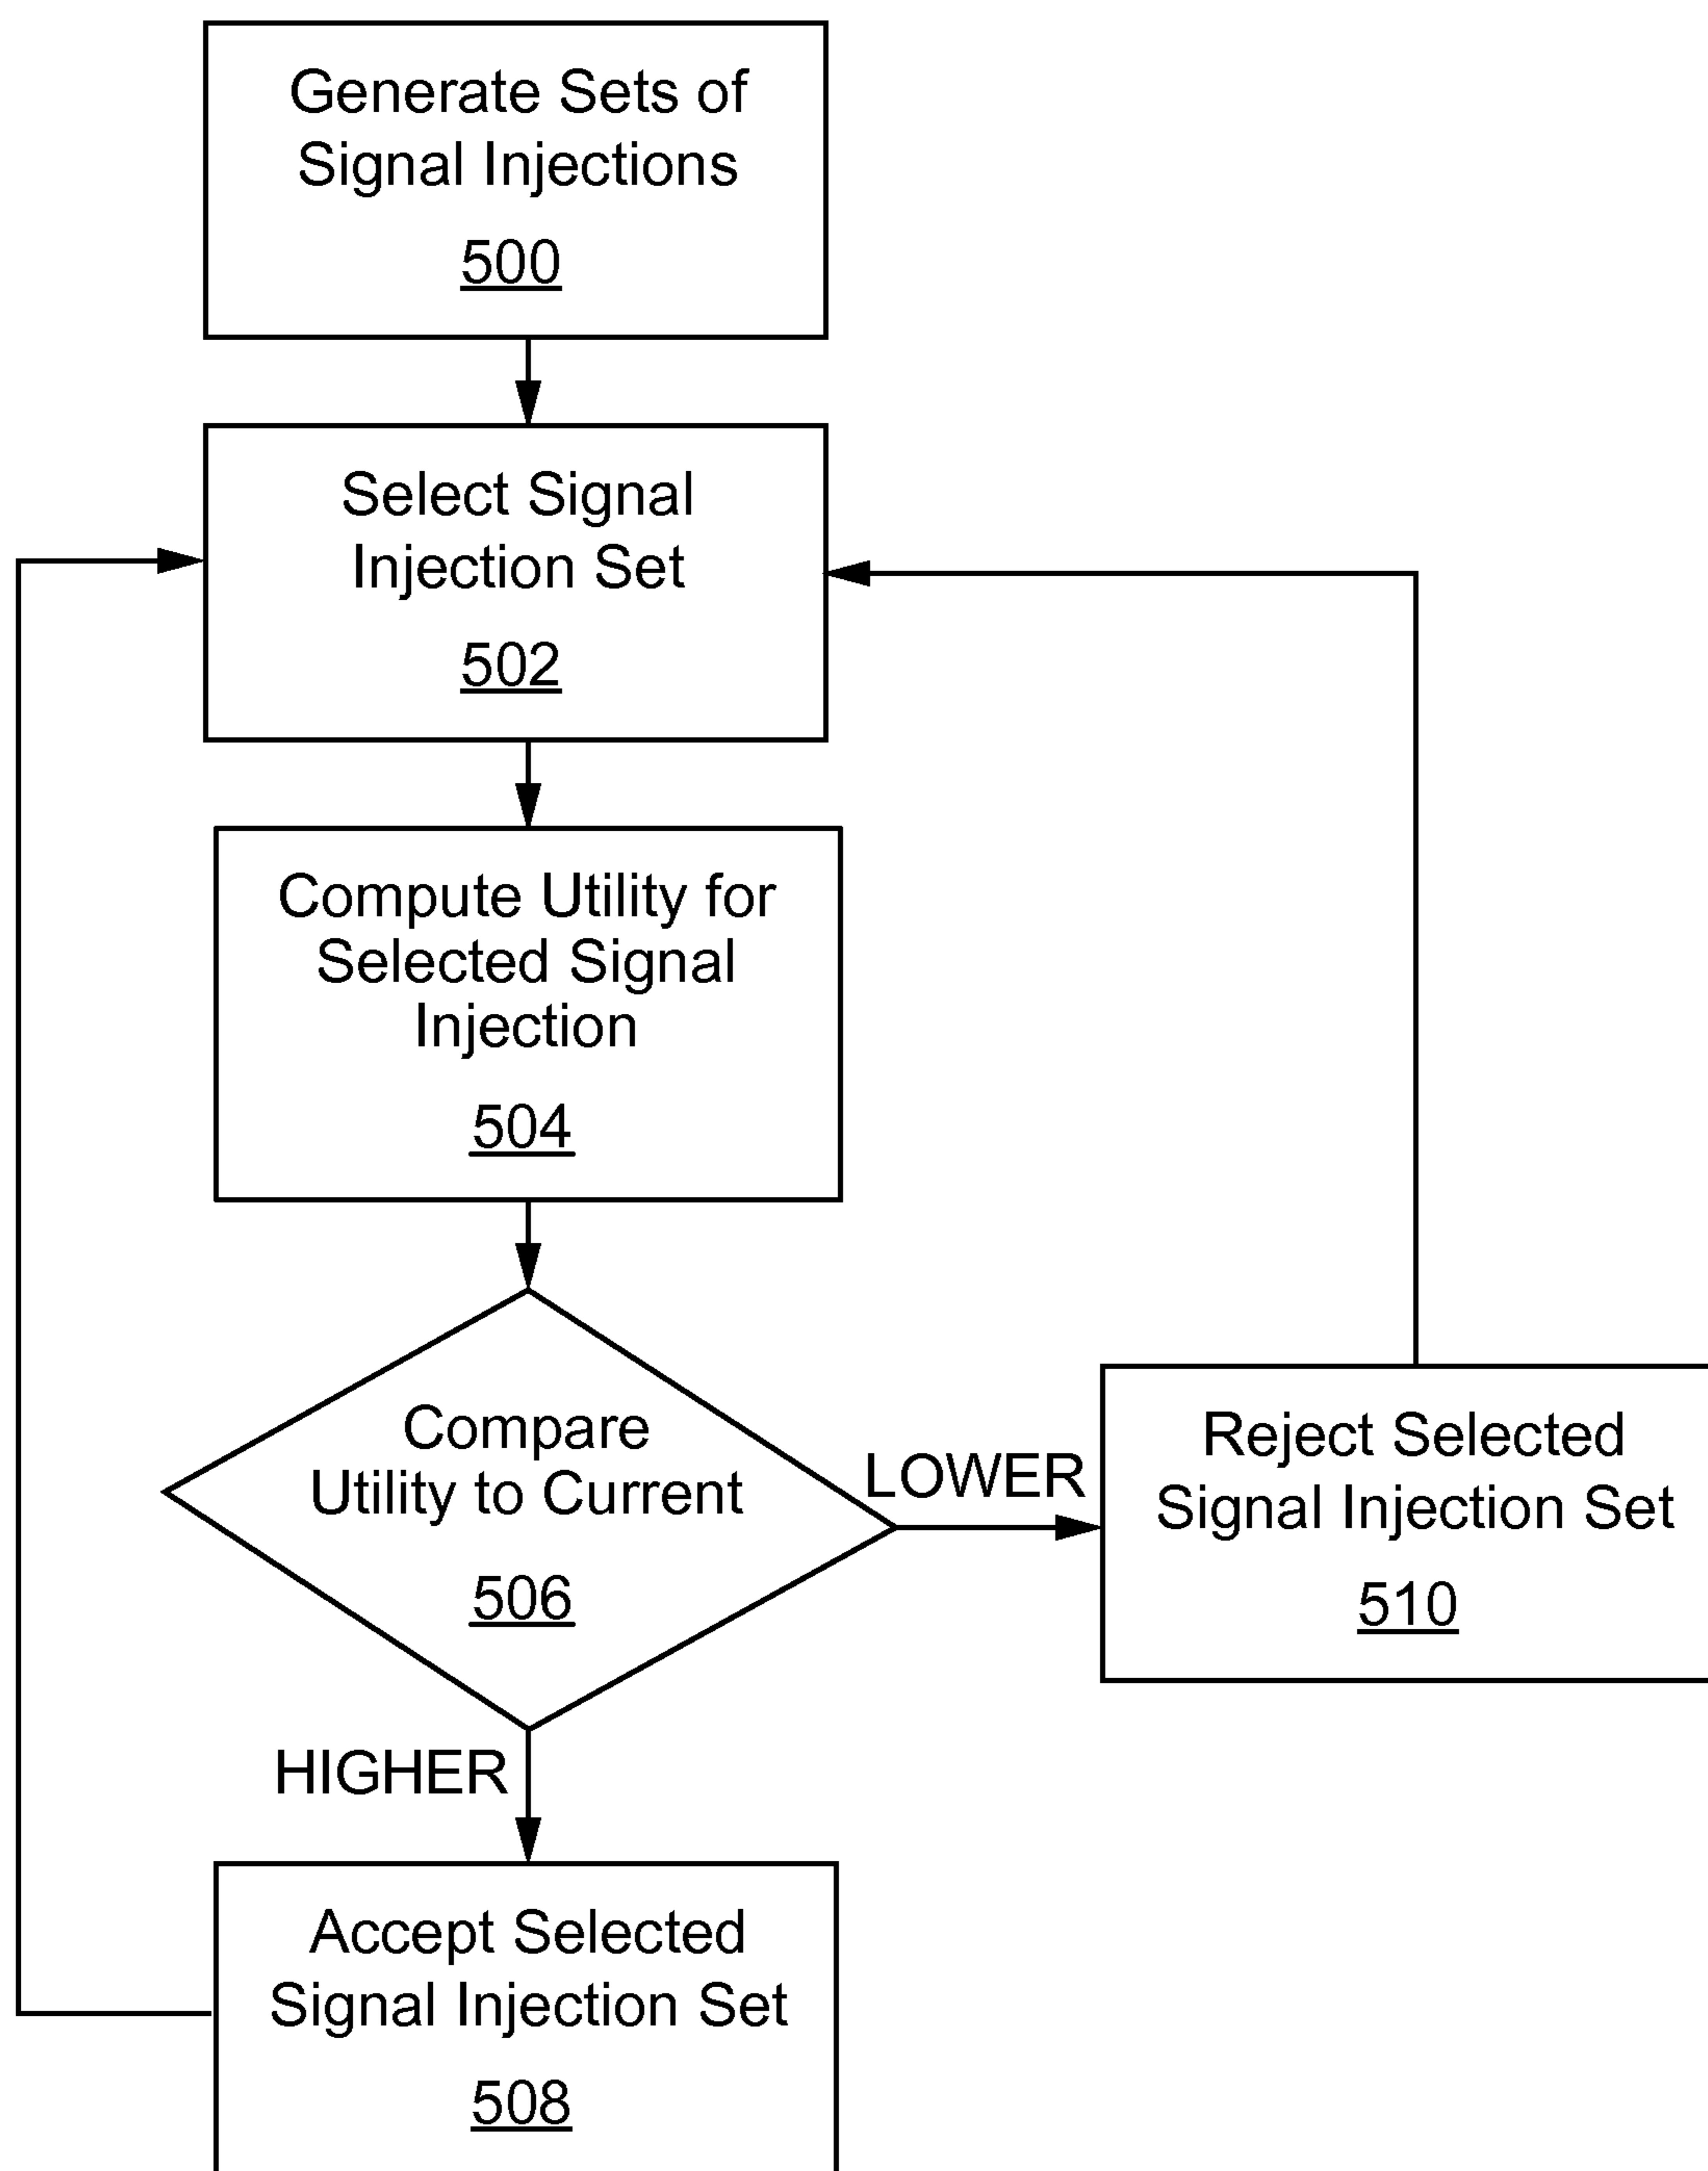 Generate Sets of
Signal Injections
500
Select Signal
Injection Set
502
Compute Utility for
Selected Signal
Injection
504
Compare
Utility to Current
506
LOWER
Reject Selected
Signal Injection Set
510
HIGHER
Accept Selected
Signal Injection Set
508